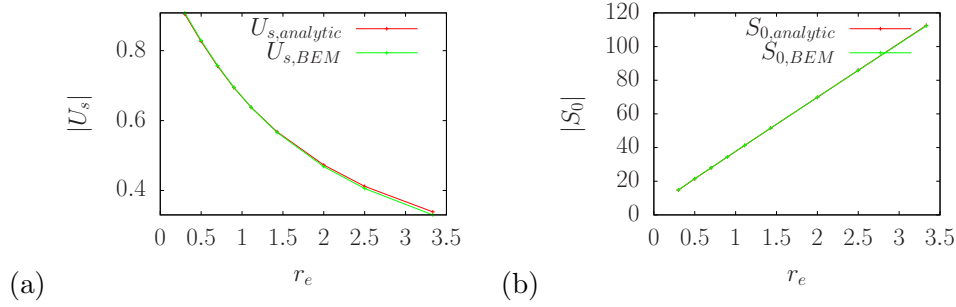 0.8
0.6
0.4
|U_s|
0 0.5 1 1.5 2 2.5 3 3.5
r_e
U_{s,analytic}
U_{s,BEM}
(a)
120
100
80
60
40
20
0
|S_0|
0 0.5 1 1.5 2 2.5 3 3.5
r_e
S_{0,analytic}
S_{0,BEM}
(b)